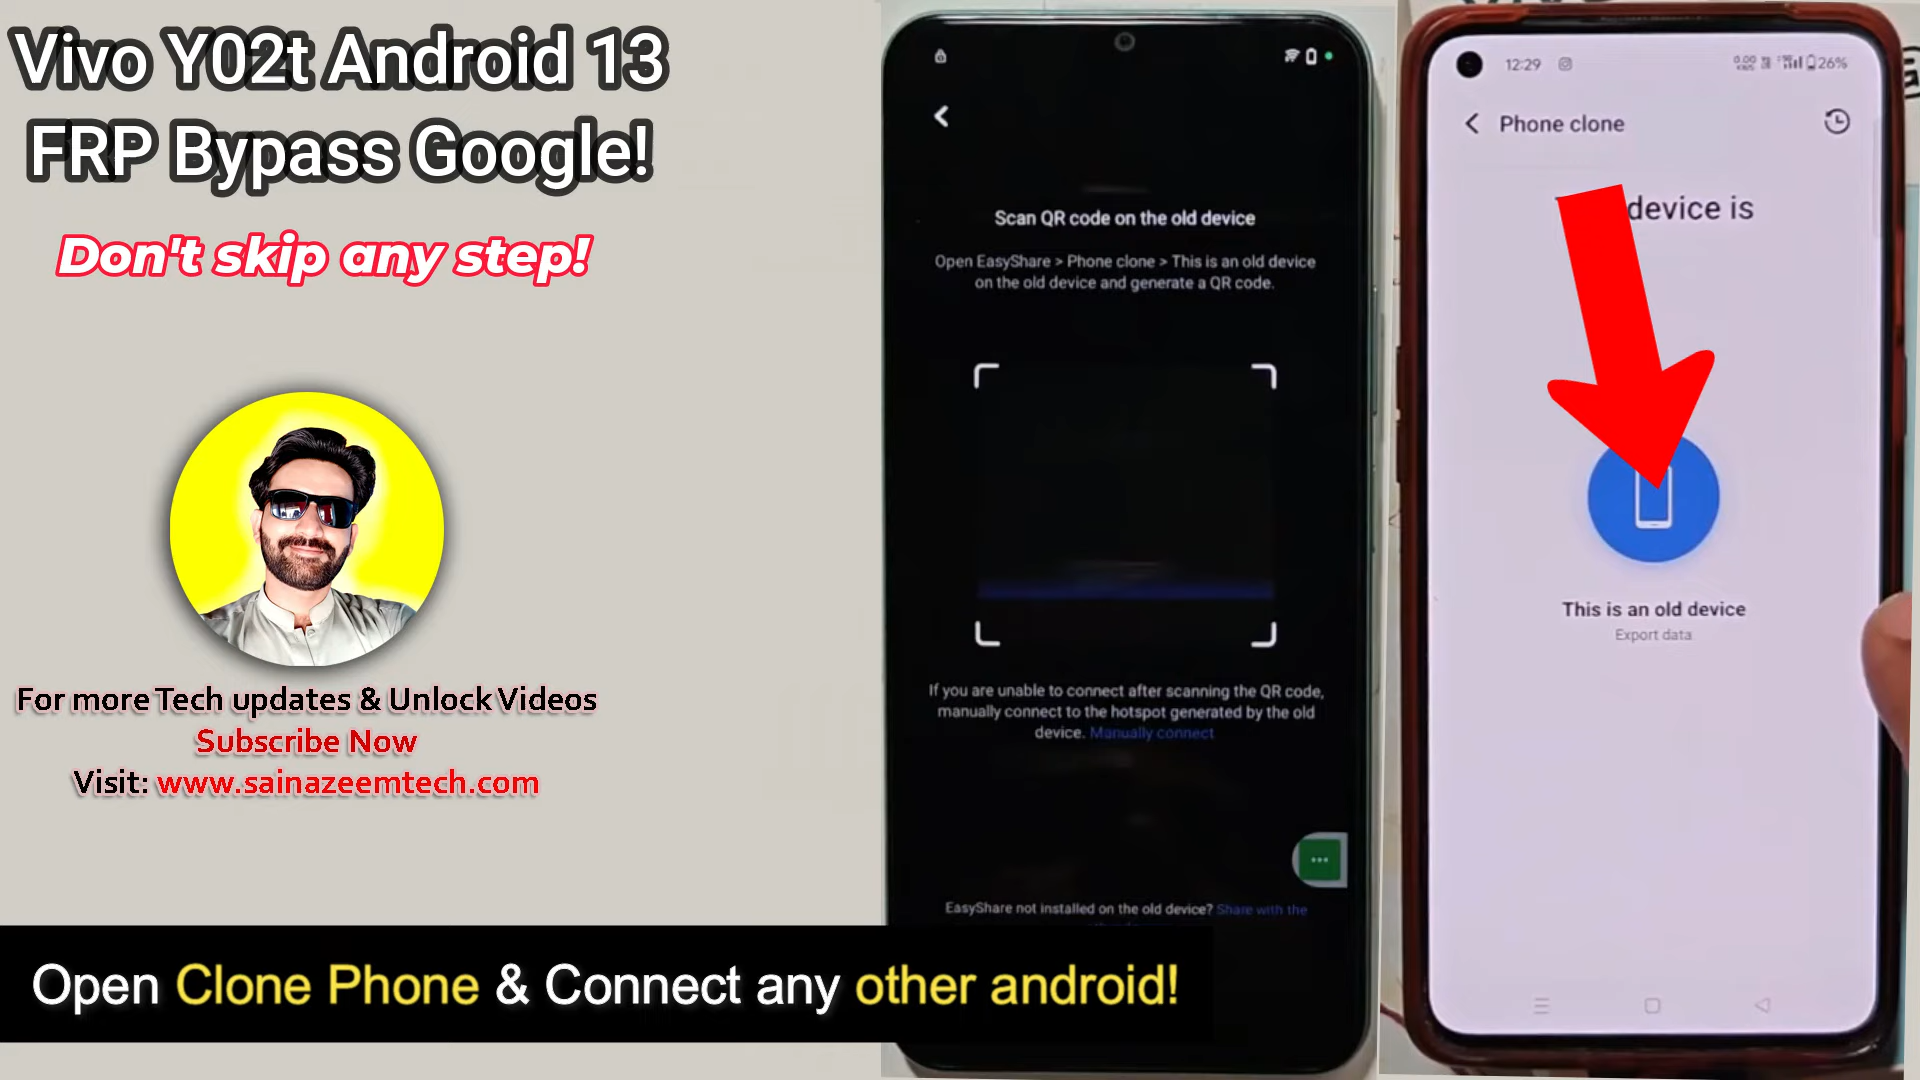 Vivo Y02t Android 13
FRP Bypass Google!
Don't skip any step!
For more Tech updates & Unlock Videos
Subscribe Now
Visit: www.sainazeemtech.com
Scan QR code on the old device
Open EasyShare > Phone clone > This is an old device
on the old device and generate a QR code.
If you are unable to connect after scanning the QR code,
manually connect to the hotspot generated by the old
device. Manually connect
EasyShare not installed on the old device? Share with the
12:29
26%
Phone clone
device is
This is an old device
Export data
Open Clone Phone & Connect any other android!